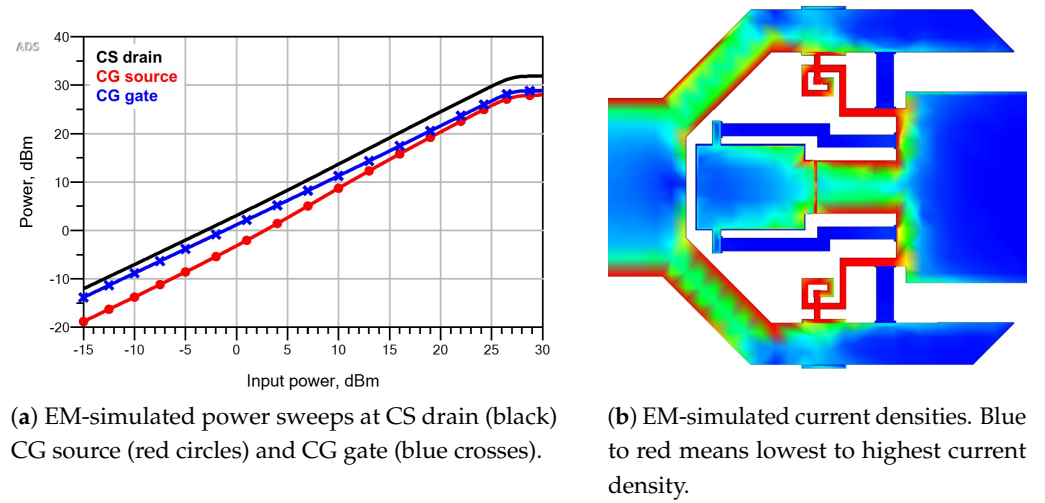 ADS
CS drain
CG source
CG gate
40
30
20
10
0
-10
-20
Power, dBm
-15 -10 -5 0 5 10 15 20 25 30
Input power, dBm
(a) EM-simulated power sweeps at CS drain (black)
CG source (red circles) and CG gate (blue crosses).
(b) EM-simulated current densities. Blue
to red means lowest to highest current
density.